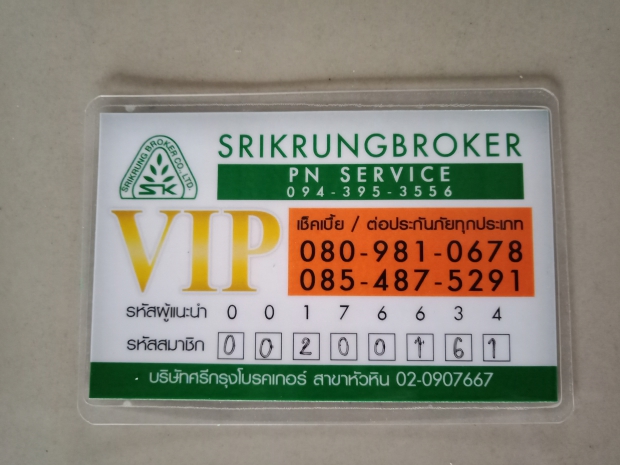 SRIKRUNG BROKER CO., LTD.
SK
SRIKRUNGBROKER
PN SERVICE
094-395-3556
VIP
เช็คเบี้ย / ต่อประกันภัยทุกประเภท
080-981-0678
085-487-5291
รหัสผู้แนะนำ 0 0 1 7 6 6 3 4
รหัสสมาชิก 0 0 2 0 0 1 6 1
บริษัทศรีกรุงโบรคเกอร์ สาขาหัวหิน 02-0907667